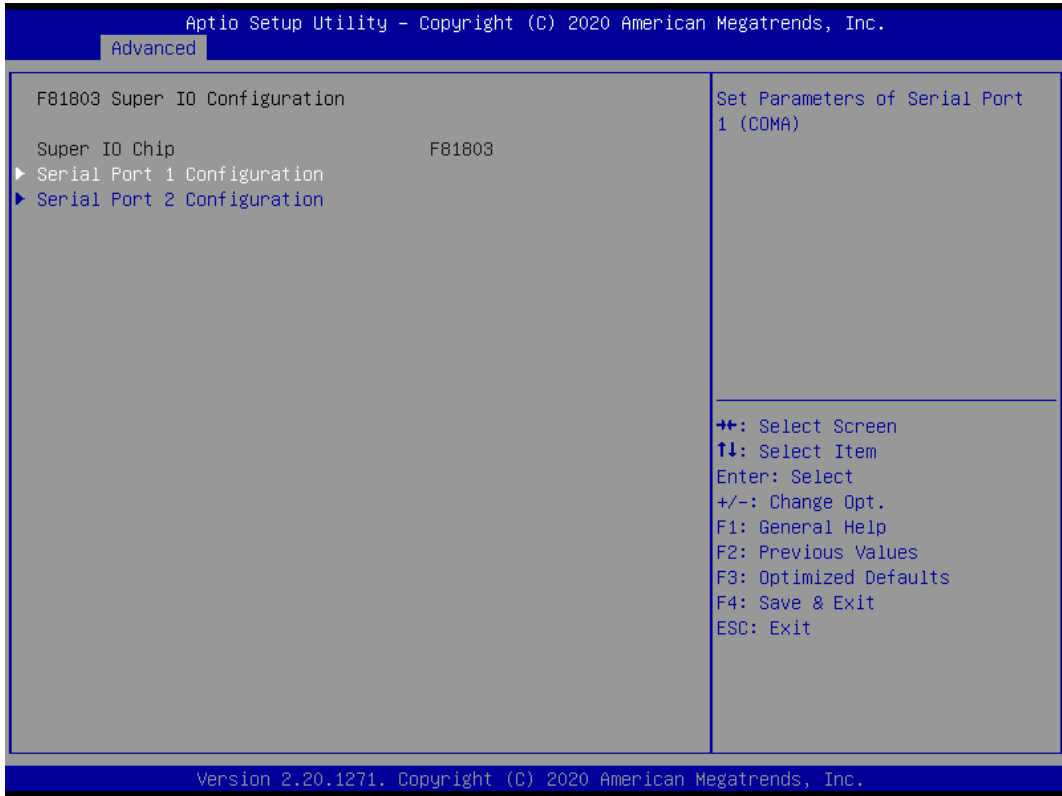 Aptio Setup Utility – Copyright (C) 2020 American Megatrends, Inc.
Advanced
F81803 Super IO Configuration
Super IO Chip F81803
▶ Serial Port 1 Configuration
▶ Serial Port 2 Configuration
Set Parameters of Serial Port
1 (COMA)
→←: Select Screen
↑↓: Select Item
Enter: Select
+/-: Change Opt.
F1: General Help
F2: Previous Values
F3: Optimized Defaults
F4: Save & Exit
ESC: Exit
Version 2.20.1271. Copyright (C) 2020 American Megatrends, Inc.